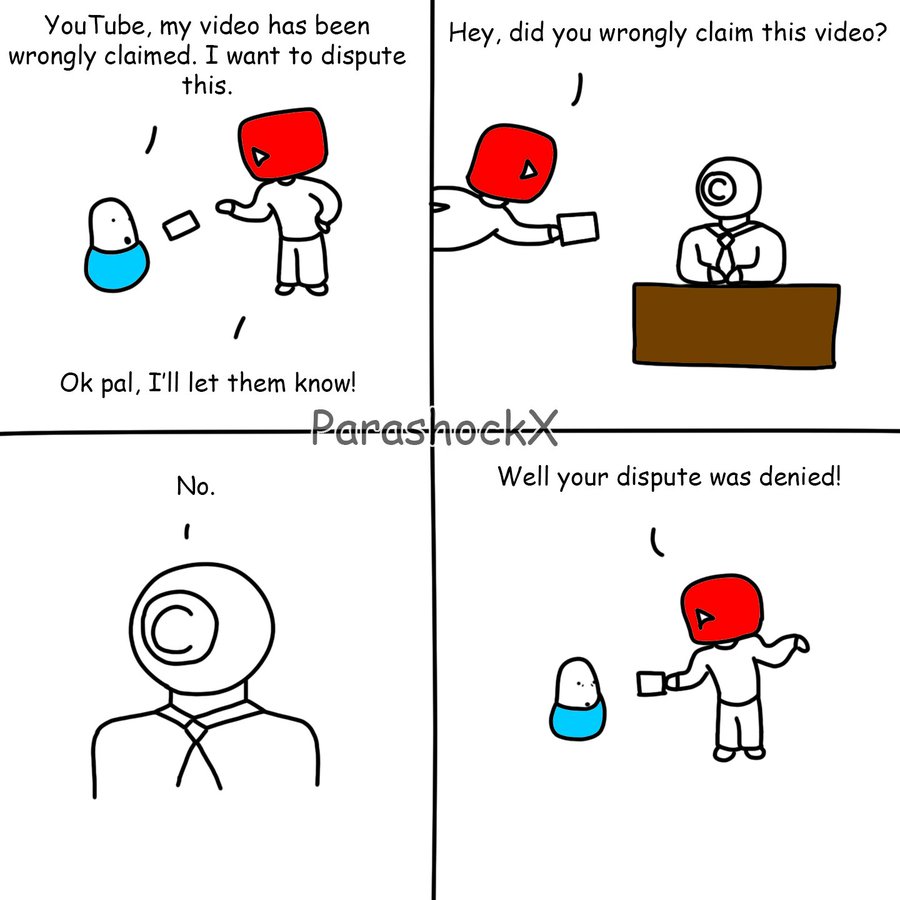 YouTube, my video has been
wrongly claimed. I want to dispute
this.
Ok pal, I'll let them know!
Hey, did you wrongly claim this video?
ParashockX
No.
Well your dispute was denied!